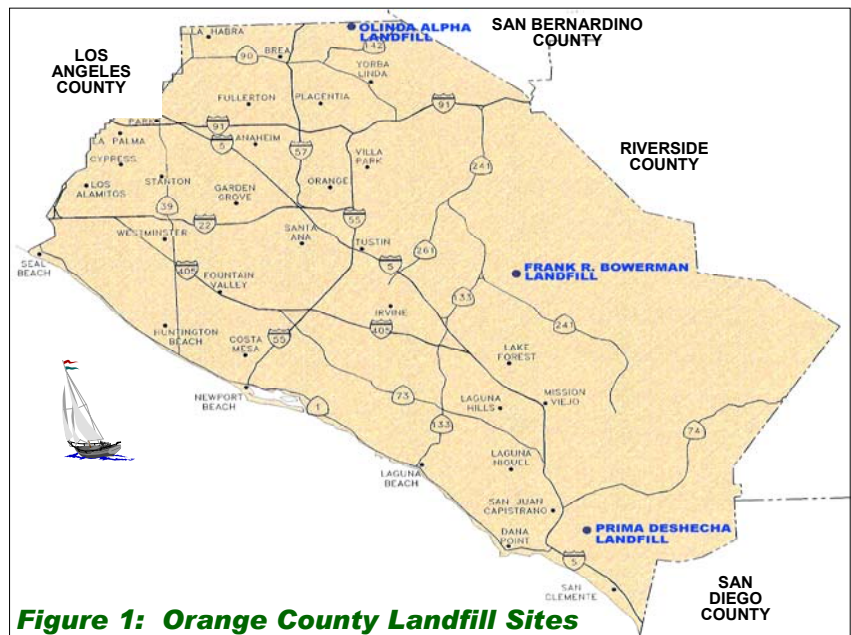 LA HABRA
OLINDA ALPHA
LANDFILL
SAN BERNARDINO
COUNTY
LOS
ANGELES
COUNTY
90
BREA
142
YORBA
LINDA
FULLERTON
PLACENTIA
91
PARK
LA PALMA
91
5
ANAHEIM
57
VILLA
PARK
241
RIVERSIDE
COUNTY
CYPRESS
LOS
ALAMITOS
STANTON
GARDEN
GROVE
ORANGE
39
22
55
WESTMINSTER
SANTA
ANA
TUSTIN
261
SEAL
BEACH
405
FOUNTAIN
VALLEY
5
FRANK R. BOWERMAN
LANDFILL
133
IRVINE
HUNTINGTON
BEACH
COSTA
MESA
55
405
241
LAKE
FOREST
NEWPORT
BEACH
1
73
LAGUNA
HILLS
MISSION
VIEJO
133
74
LAGUNA
NIGUEL
LAGUNA
BEACH
SAN JUAN
CAPISTRANO
DANA
POINT
PRIMA DESHECHA
LANDFILL
5
SAN
CLEMENTE
SAN
DIEGO
COUNTY
Figure 1: Orange County Landfill Sites